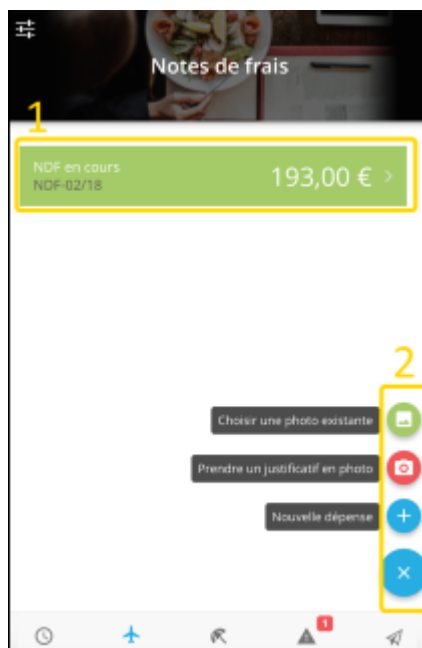 Notes de frais
1
NDF en cours
193,00 €
NDF-02/18
2
Choisir une photo existante
Prendre un justificatif en photo
Nouvelle dépense
1